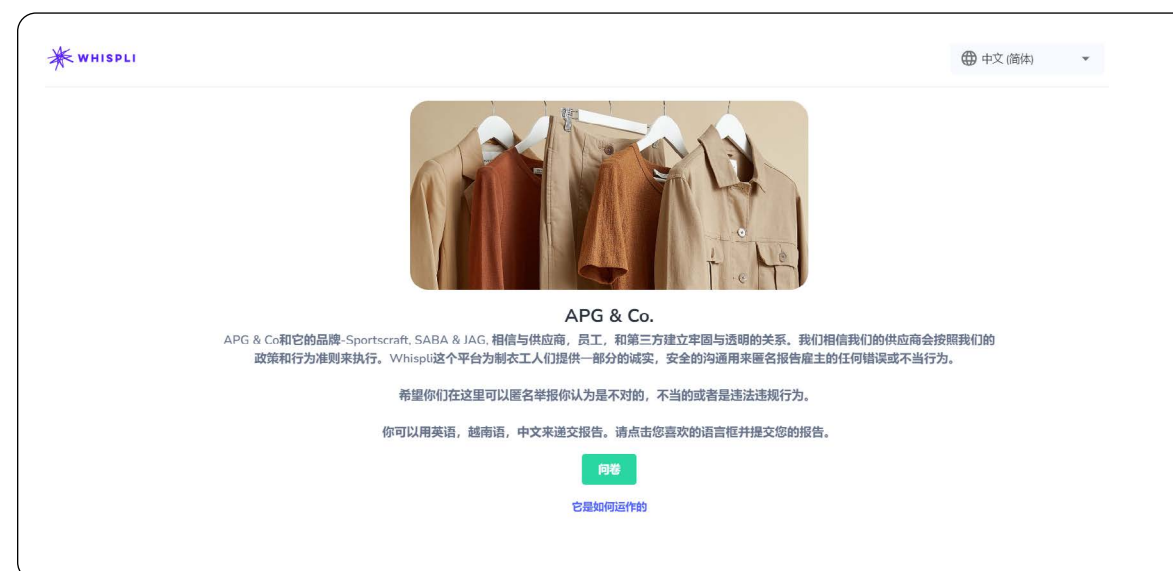 WHISPLI
中文 (简体)
APG & Co.
APG & Co和它的品牌-Sportscraft, SABA & JAG, 相信与供应商，员工，和第三方建立牢固与透明的关系。我们相信我们的供应商会按照我们的
政策和行为准则来执行。Whispli这个平台为制衣工人们提供一部分的诚实，安全的沟通用来匿名报告雇主的任何错误或不当行为。
希望你们在这里可以匿名举报你认为是不对的，不当的或者是违法违规行为。
你可以用英语，越南语，中文来递交报告。请点击您喜欢的语言框并提交您的报告。
问卷
它是如何运作的